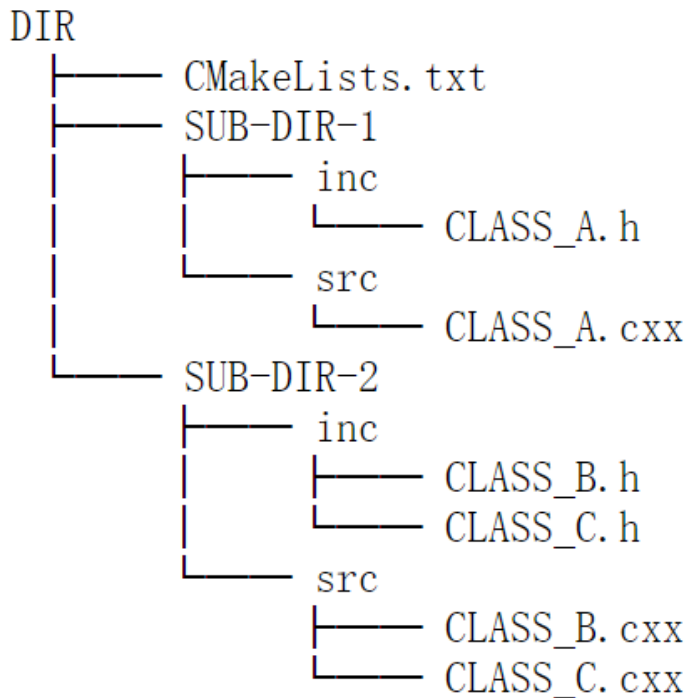 DIR
CMakeLists.txt
SUB-DIR-1
inc
CLASS_A.h
src
CLASS_A.cxx
SUB-DIR-2
inc
CLASS_B.h
CLASS_C.h
src
CLASS_B.cxx
CLASS_C.cxx